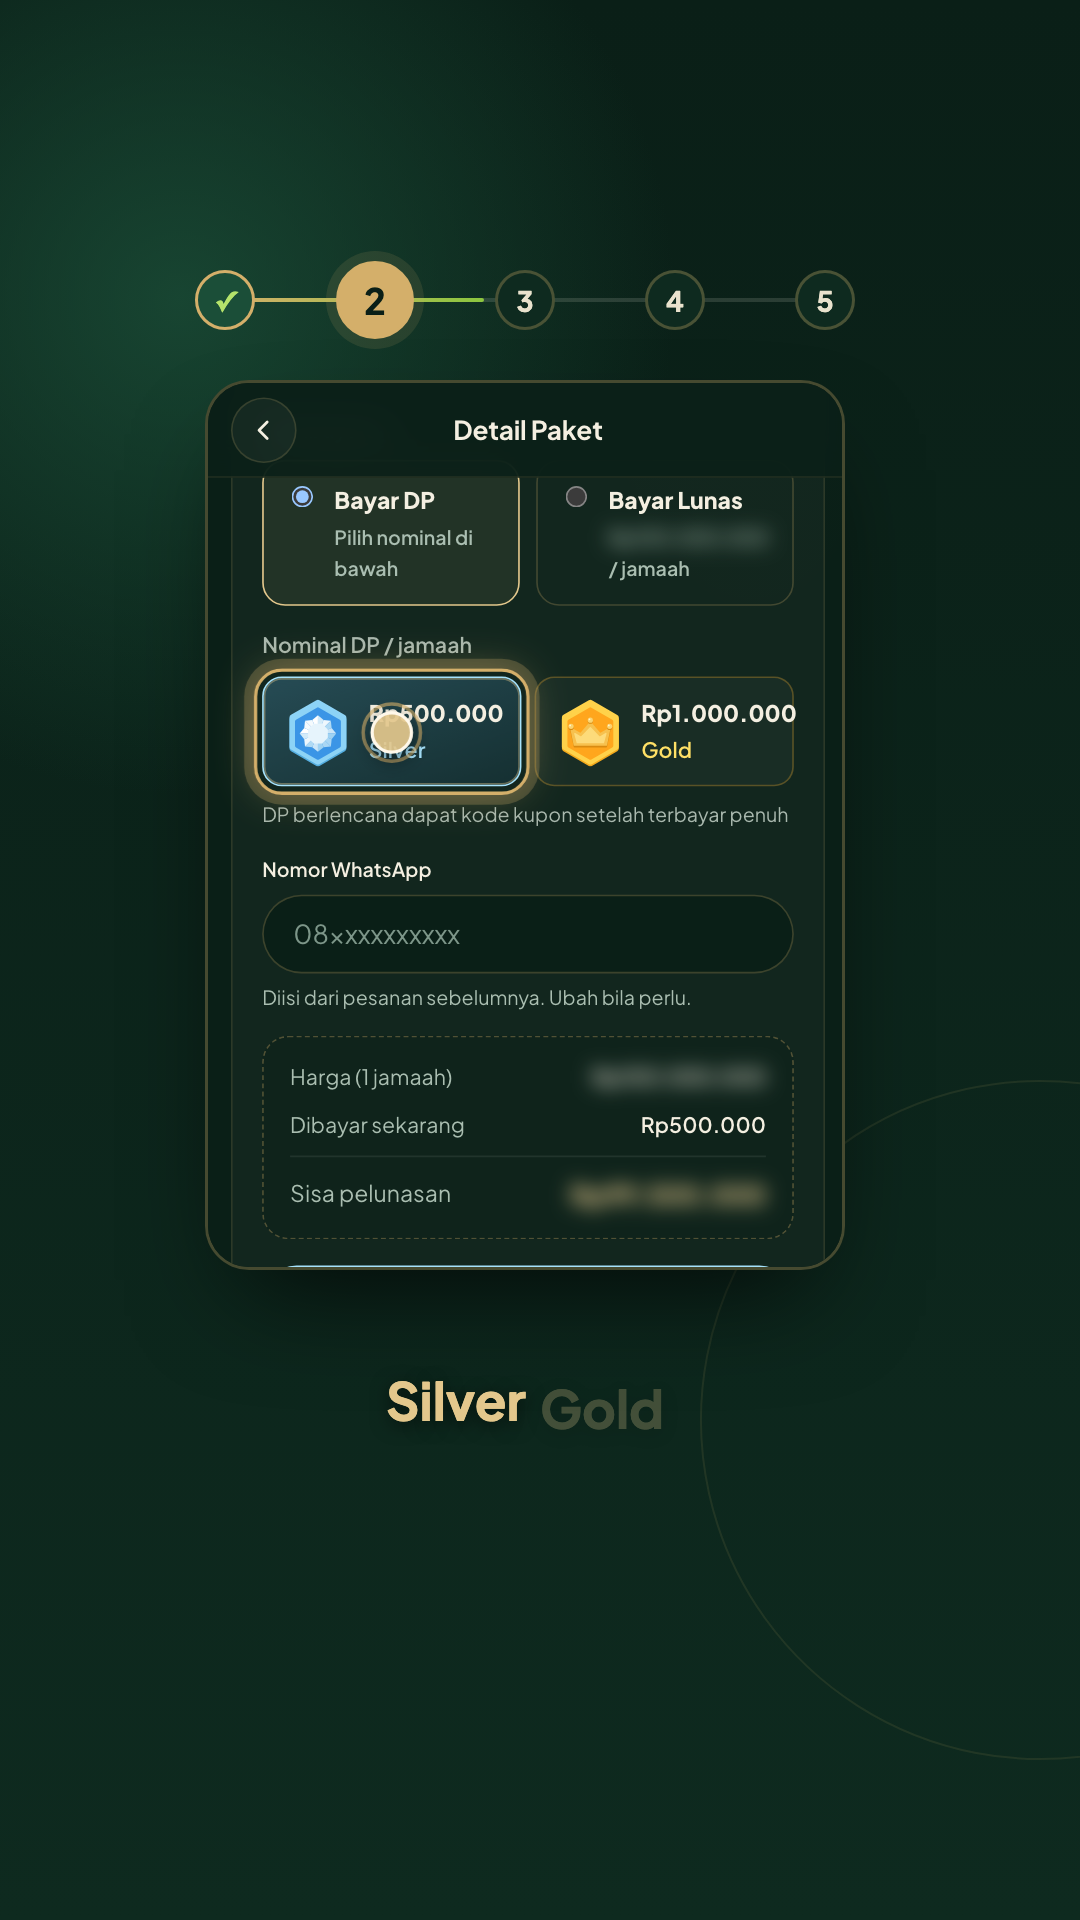 ✓ 2 3 4 5
Detail Paket
Bayar DP
Pilih nominal di
bawah
Bayar Lunas
/ jamaah
Nominal DP / jamaah
Rp500.000
Silver
Rp1.000.000
Gold
DP berlencana dapat kode kupon setelah terbayar penuh
Nomor WhatsApp
08xxxxxxxxxx
Diisi dari pesanan sebelumnya. Ubah bila perlu.
Harga (1 jamaah)
Dibayar sekarang Rp500.000
Sisa pelunasan
Silver Gold